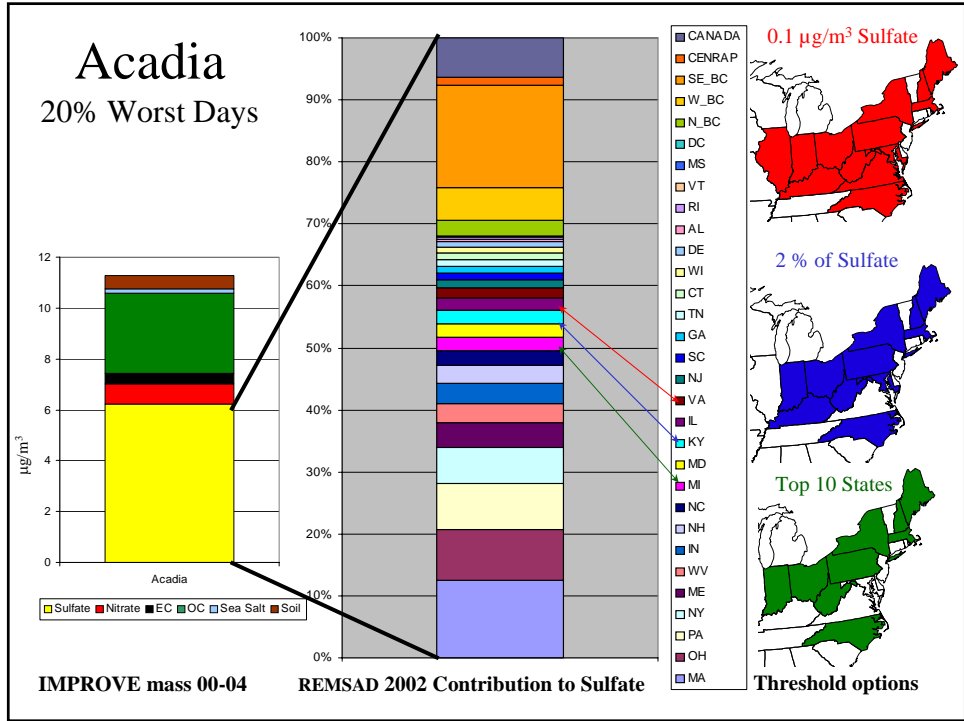 Acadia
20% Worst Days
12
10
8
6
4
2
0
µg/m³
Acadia
Sulfate Nitrate EC OC Sea Salt Soil
IMPROVE mass 00-04
100%
90%
80%
70%
60%
50%
40%
30%
20%
10%
0%
REMSAD 2002 Contribution to Sulfate
CANADA
CENRAP
SE_BC
W_BC
N_BC
DC
MS
VT
RI
AL
DE
WI
CT
TN
GA
SC
NJ
VA
IL
KY
MD
MI
NC
NH
IN
WV
ME
NY
PA
OH
MA
0.1 µg/m³ Sulfate
2 % of Sulfate
Top 10 States
Threshold options